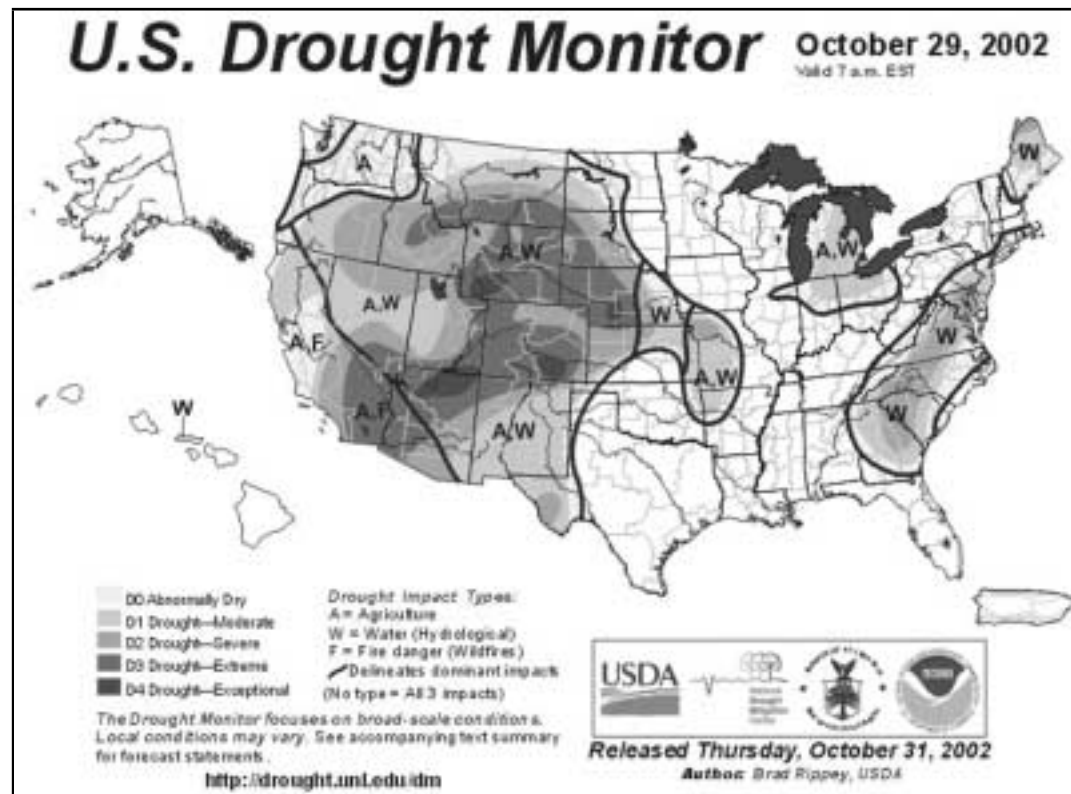 U.S. Drought Monitor
October 29, 2002
Valid 7 a.m. EST
A
W
A,W
A,W
A,W
W
W
A,F
A,W
W
A,F
W
A,W
W
D0 Abnormally Dry
D1 Drought—Moderate
D2 Drought—Severe
D3 Drought—Extreme
D4 Drought—Exceptional
Drought Impact Types:
A = Agriculture
W = Water (Hydrological)
F = Fire danger (Wildfires)
Delineates dominant impacts
(No type = All 3 impacts)
The Drought Monitor focuses on broad-scale conditions.
Local conditions may vary. See accompanying text summary
for forecast statements.
http://drought.unl.edu/dm
USDA
Released Thursday, October 31, 2002
Author: Brad Rippey, USDA